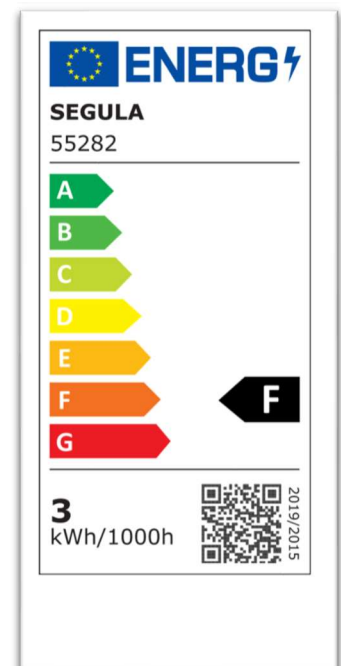 ENERG
SEGULA
55282
A
B
C
D
E
F
F
G
3
kWh/1000h
2019/2015